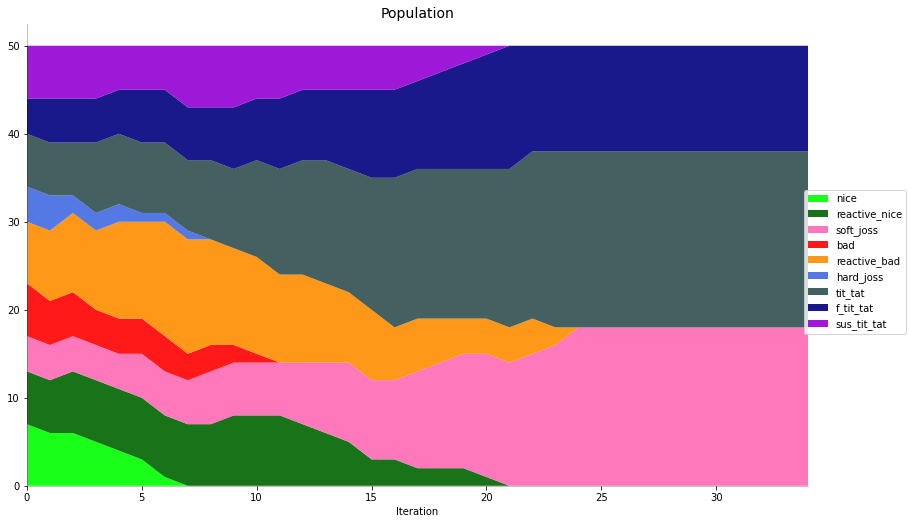 Population
50
40
30
20
10
0
0 5 10 15 20 25 30
Iteration
nice
reactive_nice
soft_joss
bad
reactive_bad
hard_joss
tit_tat
f_tit_tat
sus_tit_tat